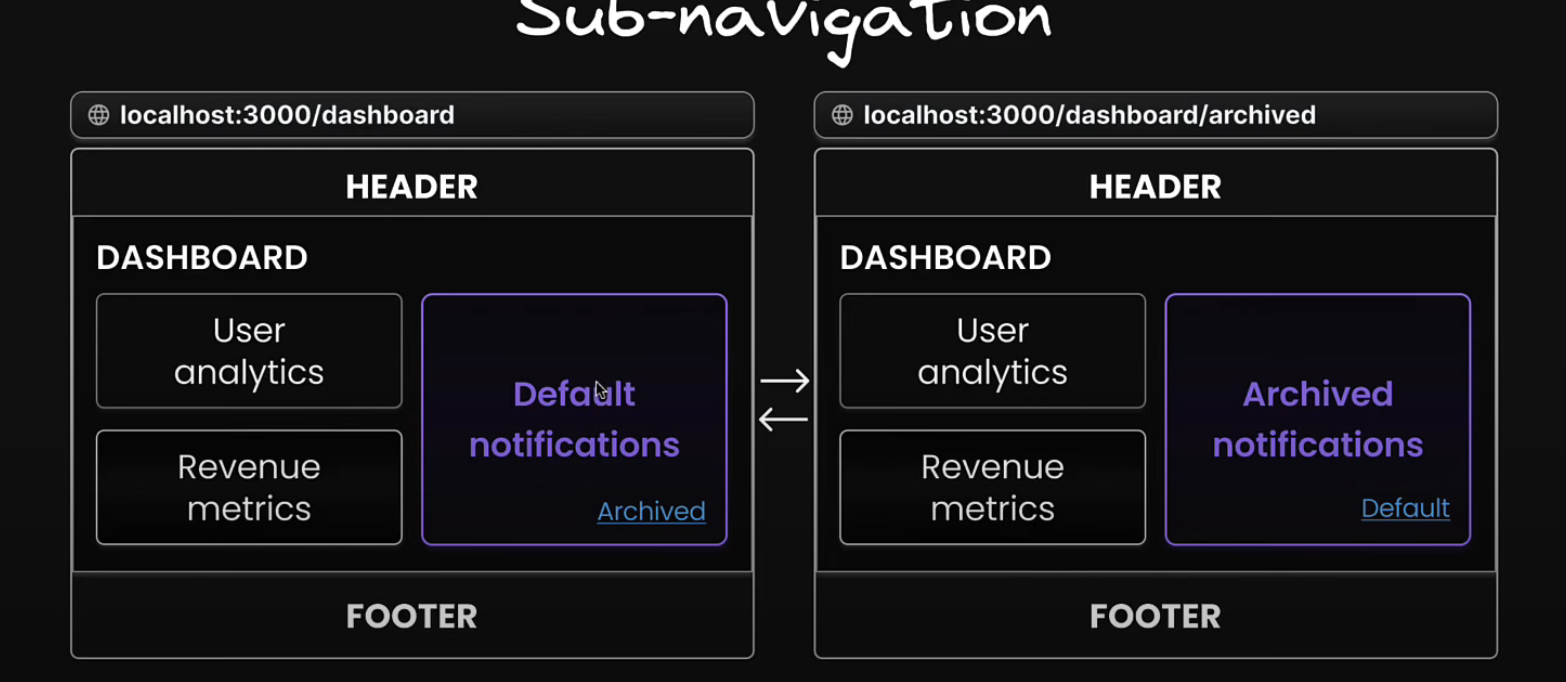 Sub-navigation
localhost:3000/dashboard
HEADER
DASHBOARD
User
analytics
Revenue
metrics
Default
notifications
Archived
FOOTER
localhost:3000/dashboard/archived
HEADER
DASHBOARD
User
analytics
Revenue
metrics
Archived
notifications
Default
FOOTER